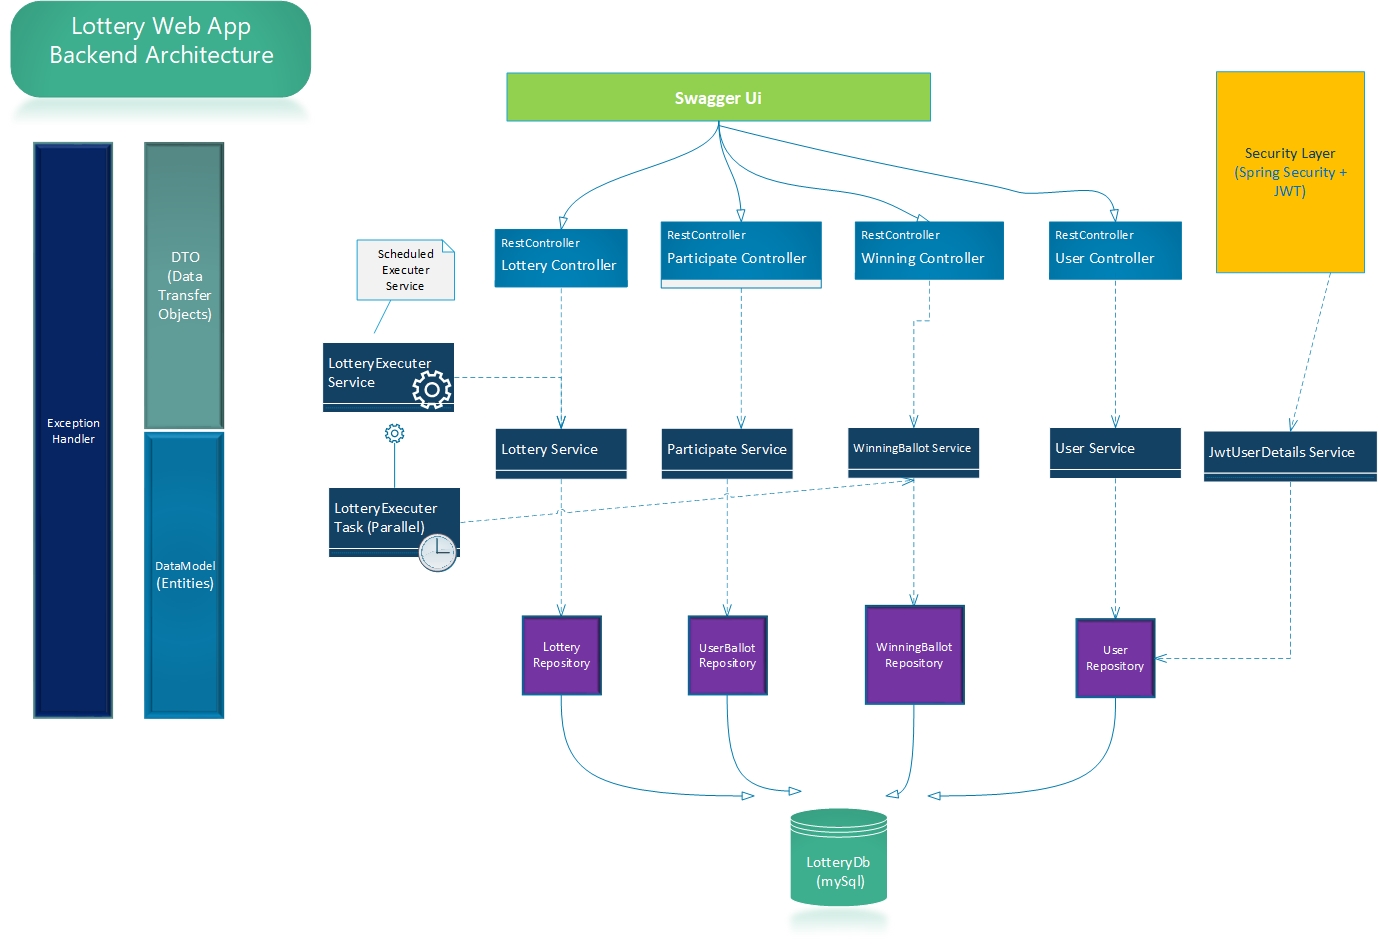 Lottery Web App
Backend Architecture
Swagger Ui
Security Layer
(Spring Security +
JWT)
Exception
Handler
DTO
(Data
Transfer
Objects)
DataModel
(Entities)
Scheduled
Executer
Service
RestController
Lottery Controller
RestController
Participate Controller
RestController
Winning Controller
RestController
User Controller
LotteryExecuter
Service
Lottery Service
Participate Service
WinningBallot Service
User Service
JwtUserDetails Service
LotteryExecuter
Task (Parallel)
Lottery
Repository
UserBallot
Repository
WinningBallot
Repository
User
Repository
LotteryDb
(mySql)